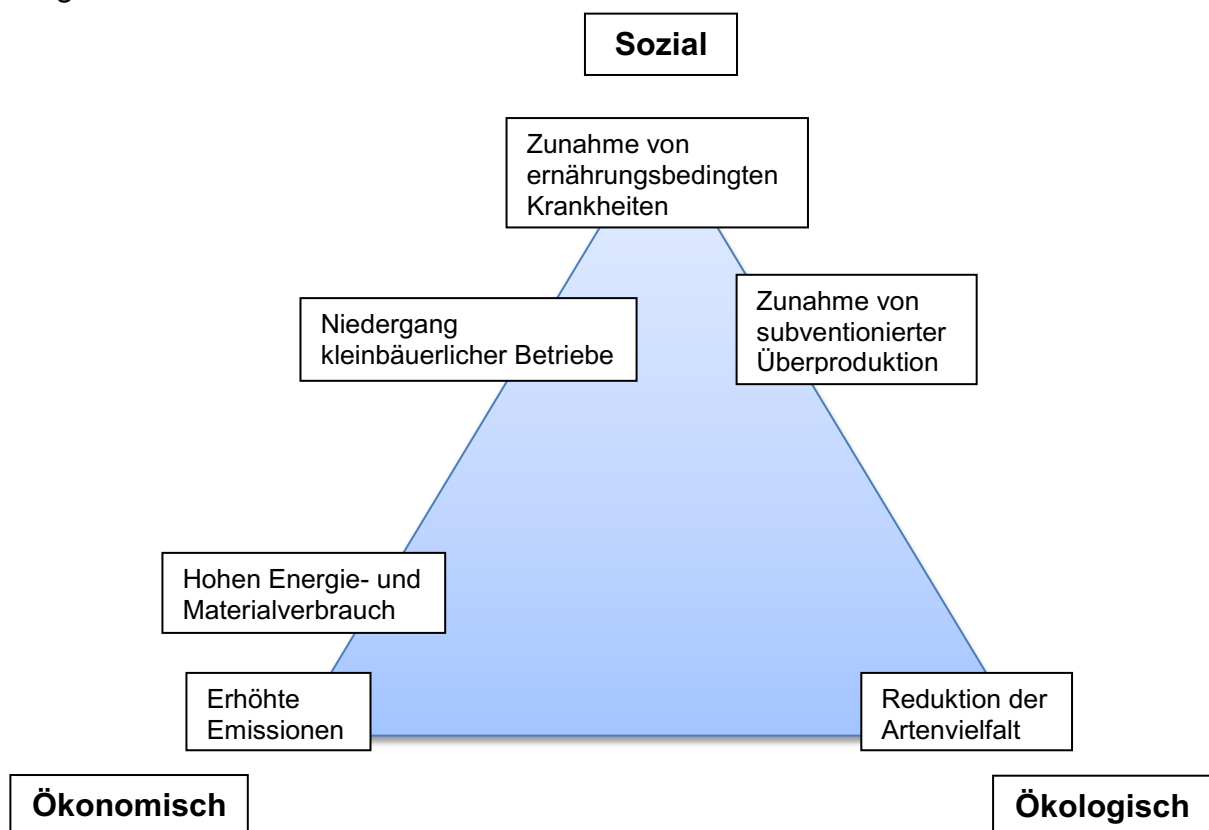 Sozial
Zunahme von
ernährungsbedingten
Krankheiten
Niedergang
kleinbäuerlicher Betriebe
Zunahme von
subventionierter
Überproduktion
Hohen Energie- und
Materialverbrauch
Erhöhte
Emissionen
Reduktion der
Artenvielfalt
Ökonomisch
Ökologisch